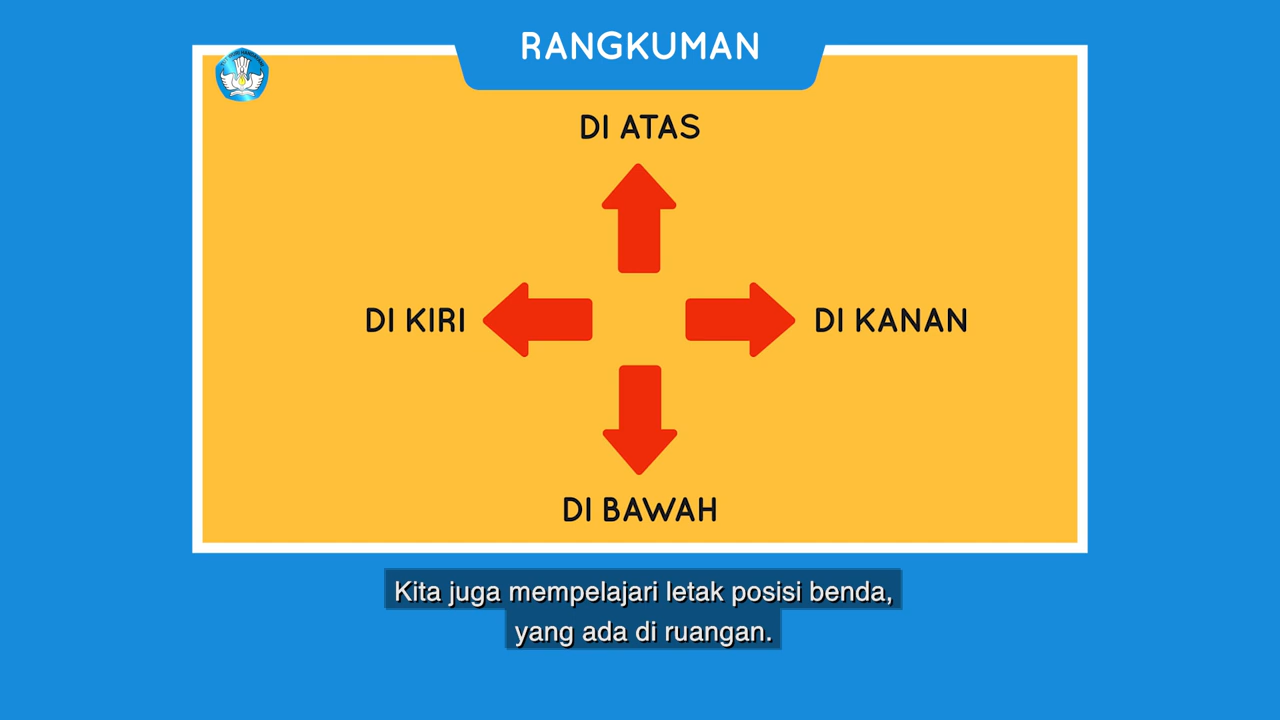 RANGKUMAN
DI ATAS
DI KIRI
DI KANAN
DI BAWAH
Kita juga mempelajari letak posisi benda,
yang ada di ruangan.